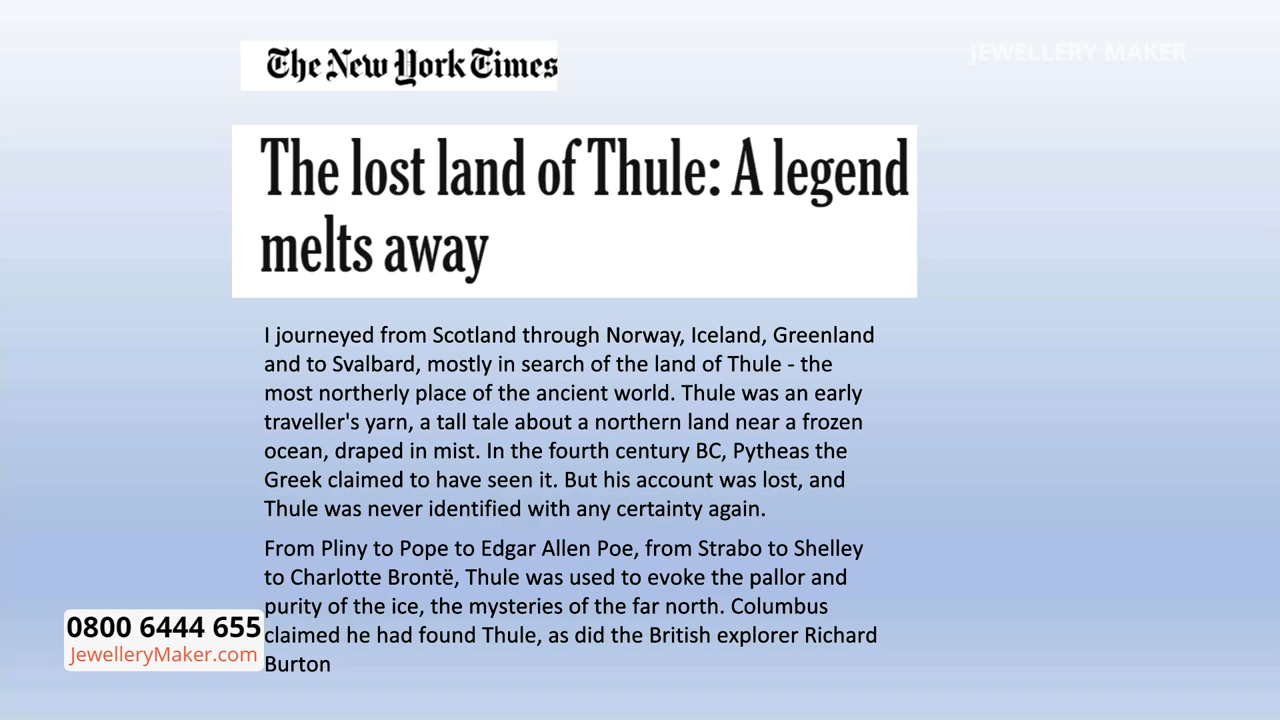 The New York Times
JEWELLERY MAKER
The lost land of Thule: A legend
melts away
I journeyed from Scotland through Norway, Iceland, Greenland
and to Svalbard, mostly in search of the land of Thule - the
most northerly place of the ancient world. Thule was an early
traveller's yarn, a tall tale about a northern land near a frozen
ocean, draped in mist. In the fourth century BC, Pytheas the
Greek claimed to have seen it. But his account was lost, and
Thule was never identified with any certainty again.
From Pliny to Pope to Edgar Allen Poe, from Strabo to Shelley
to Charlotte Brontë, Thule was used to evoke the pallor and
purity of the ice, the mysteries of the far north. Columbus
claimed he had found Thule, as did the British explorer Richard
Burton
0800 6444 655
JewelleryMaker.com